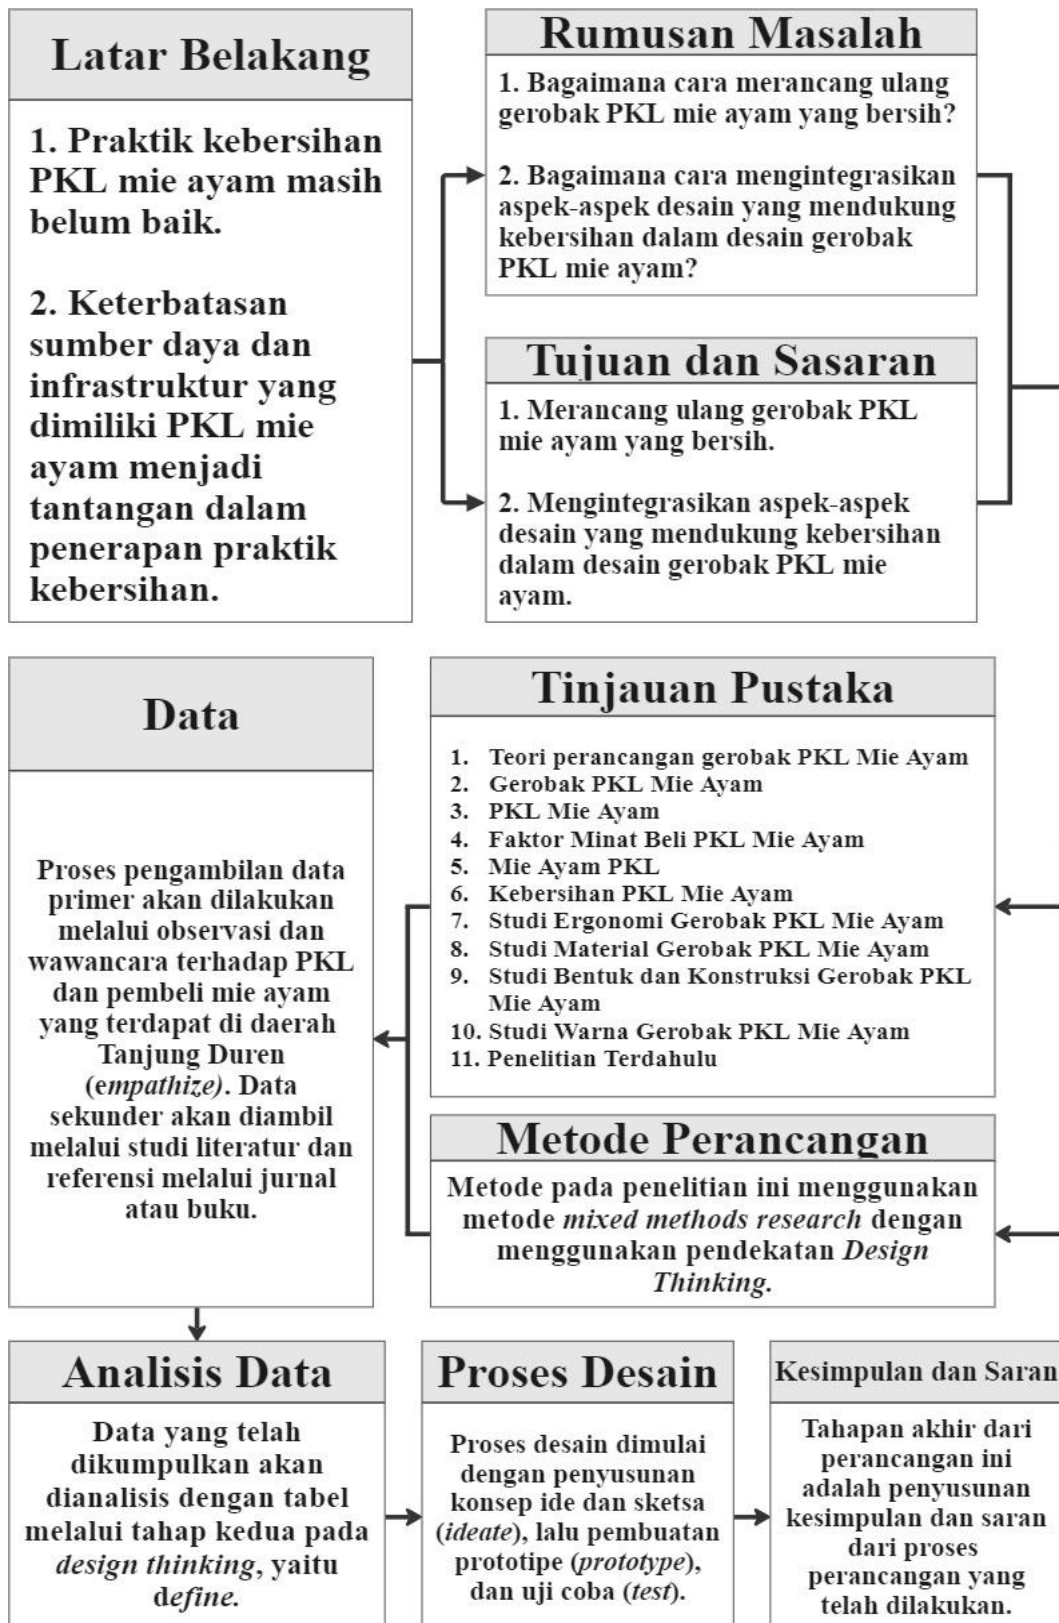 Latar Belakang
1. Praktik kebersihan
PKL mie ayam masih
belum baik.
2. Keterbatasan
sumber daya dan
infrastruktur yang
dimiliki PKL mie
ayam menjadi
tantangan dalam
penerapan praktik
kebersihan.
Rumusan Masalah
1. Bagaimana cara merancang ulang
gerobak PKL mie ayam yang bersih?
2. Bagaimana cara mengintegrasikan
aspek-aspek desain yang mendukung
kebersihan dalam desain gerobak
PKL mie ayam?
Tujuan dan Sasaran
1. Merancang ulang gerobak PKL
mie ayam yang bersih.
2. Mengintegrasikan aspek-aspek
desain yang mendukung kebersihan
dalam desain gerobak PKL mie
ayam.
Tinjauan Pustaka
1. Teori perancangan gerobak PKL Mie Ayam
2. Gerobak PKL Mie Ayam
3. PKL Mie Ayam
4. Faktor Minat Beli PKL Mie Ayam
5. Mie Ayam PKL
6. Kebersihan PKL Mie Ayam
7. Studi Ergonomi Gerobak PKL Mie Ayam
8. Studi Material Gerobak PKL Mie Ayam
9. Studi Bentuk dan Konstruksi Gerobak PKL
Mie Ayam
10. Studi Warna Gerobak PKL Mie Ayam
11. Penelitian Terdahulu
Metode Perancangan
Metode pada penelitian ini menggunakan
metode mixed methods research dengan
menggunakan pendekatan Design
Thinking.
Data
Proses pengambilan data
primer akan dilakukan
melalui observasi dan
wawancara terhadap PKL
dan pembeli mie ayam
yang terdapat di daerah
Tanjung Duren
(empathize). Data
sekunder akan diambil
melalui studi literatur dan
referensi melalui jurnal
atau buku.
Analisis Data
Data yang telah
dikumpulkan akan
dianalisis dengan tabel
melalui tahap kedua pada
design thinking, yaitu
define.
Proses Desain
Proses desain dimulai
dengan penyusunan
konsep ide dan sketsa
(ideate), lalu pembuatan
prototipe (prototype),
dan uji coba (test).
Kesimpulan dan Saran
Tahapan akhir dari
perancangan ini
adalah penyusunan
kesimpulan dan saran
dari proses
perancangan yang
telah dilakukan.